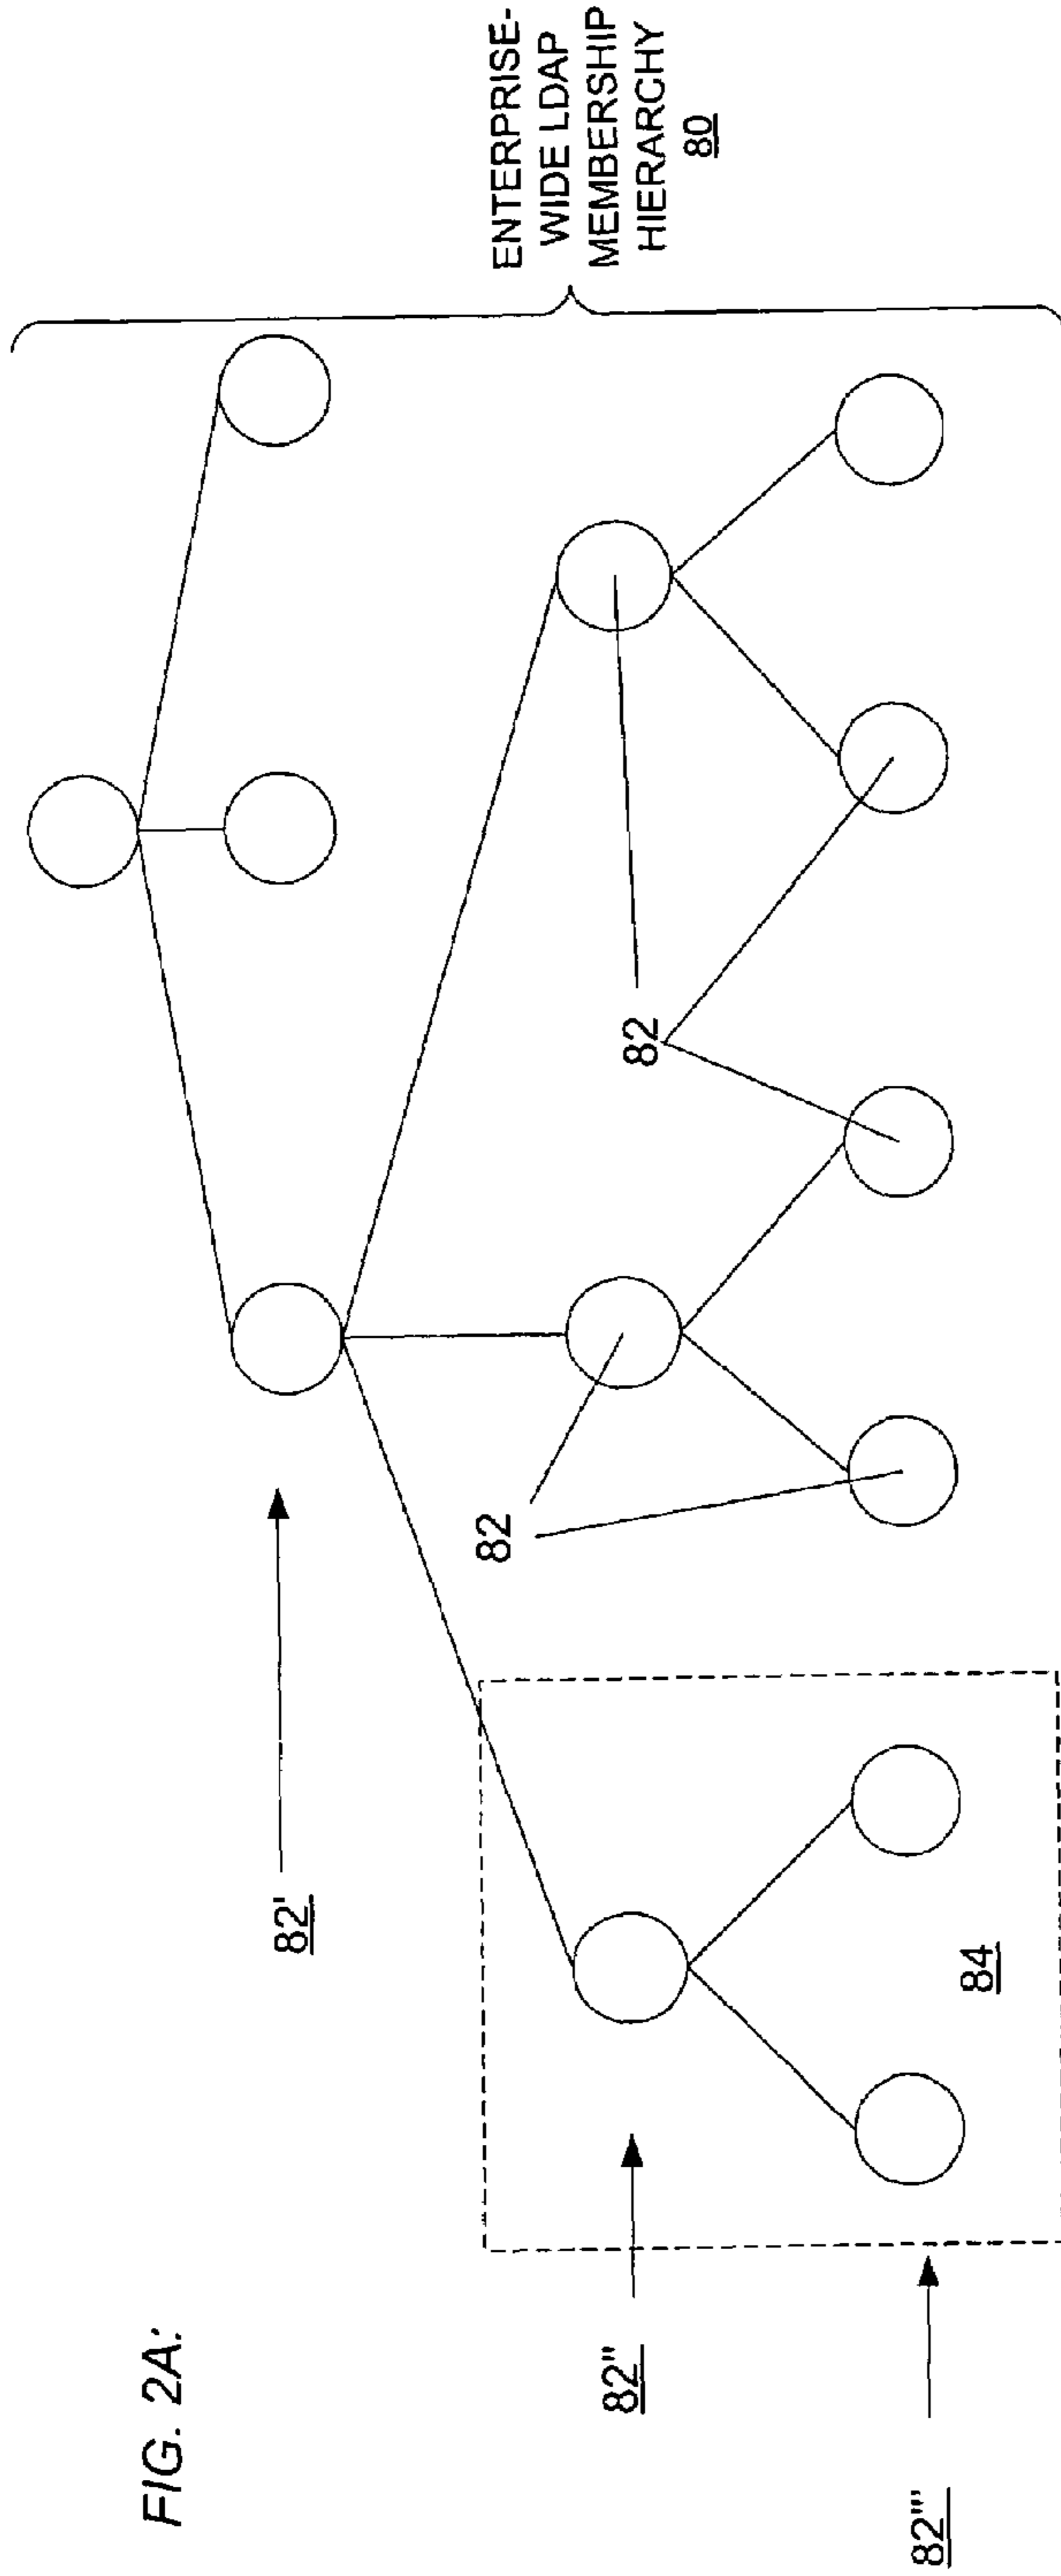 FIG. 2A:
ENTERPRISE-
WIDE LDAP
MEMBERSHIP
HIERARCHY
80
82'
82
82
82"
84
82'''